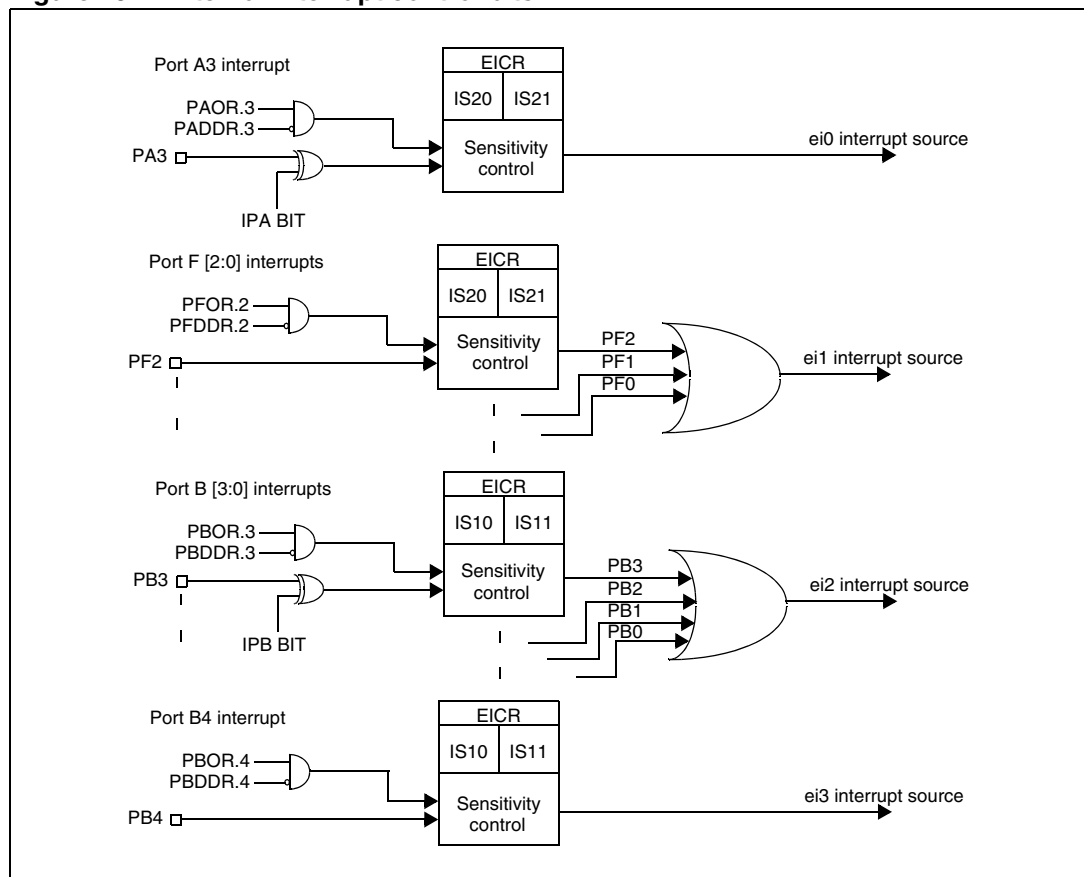 Port A3 interrupt
EICR
IS20 IS21
PAOR.3
PADDR.3
Sensitivity
control
PA3
IPA BIT
ei0 interrupt source
Port F [2:0] interrupts
EICR
IS20 IS21
PFOR.2
PFDDR.2
Sensitivity
control
PF2
PF2
PF1
PF0
ei1 interrupt source
Port B [3:0] interrupts
EICR
IS10 IS11
PBOR.3
PBDDR.3
Sensitivity
control
PB3
IPB BIT
PB3
PB2
PB1
PB0
ei2 interrupt source
Port B4 interrupt
EICR
IS10 IS11
PBOR.4
PBDDR.4
Sensitivity
control
PB4
ei3 interrupt source